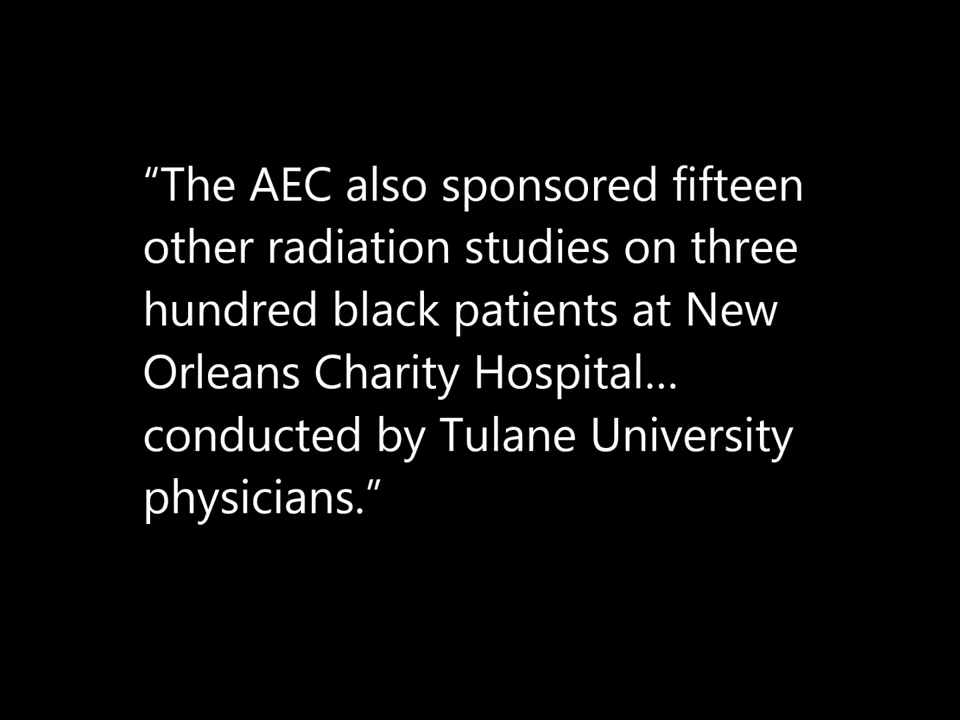 “The AEC also sponsored fifteen
other radiation studies on three
hundred black patients at New
Orleans Charity Hospital...
conducted by Tulane University
physicians.”